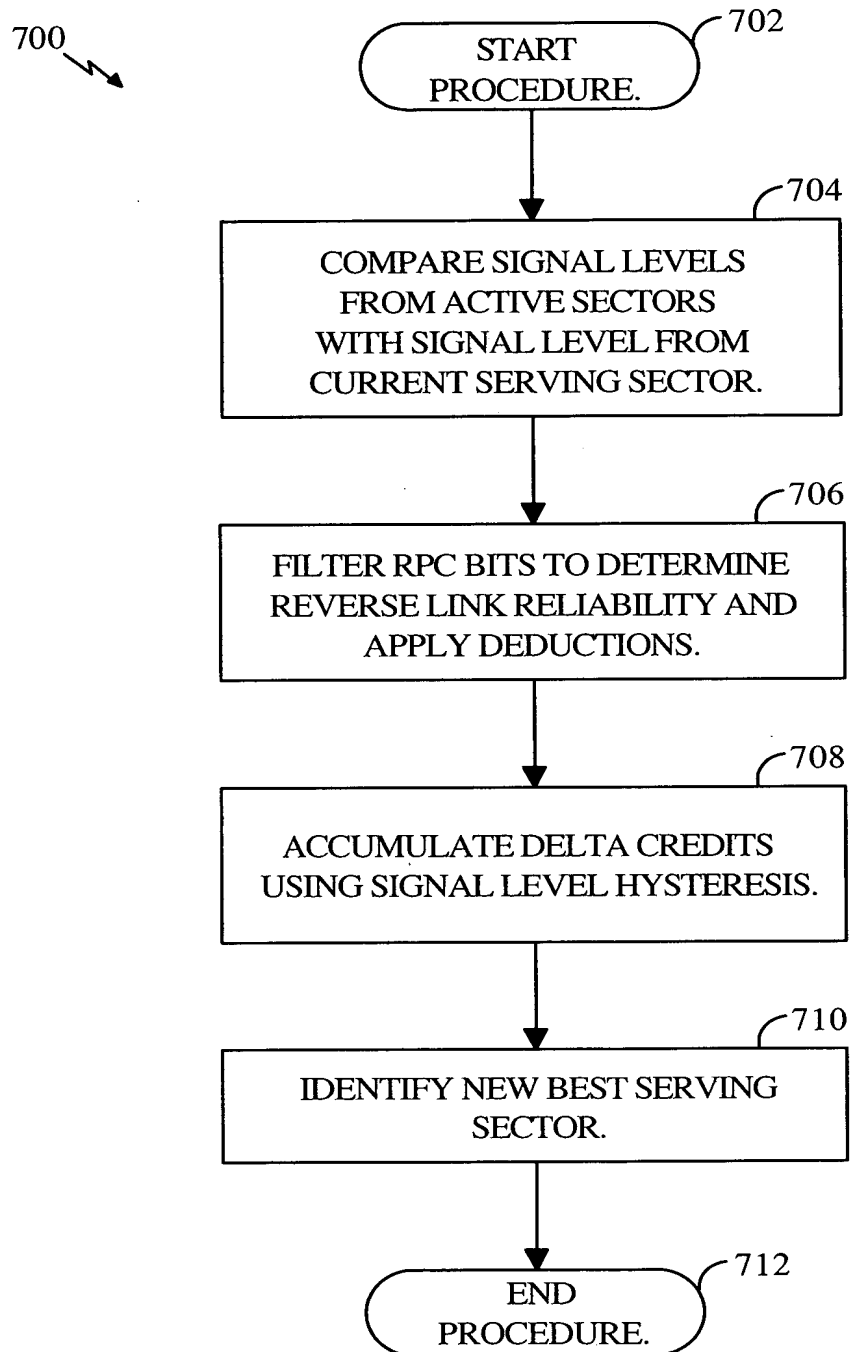 700
702
START
PROCEDURE.
704
COMPARE SIGNAL LEVELS
FROM ACTIVE SECTORS
WITH SIGNAL LEVEL FROM
CURRENT SERVING SECTOR.
706
FILTER RPC BITS TO DETERMINE
REVERSE LINK RELIABILITY AND
APPLY DEDUCTIONS.
708
ACCUMULATE DELTA CREDITS
USING SIGNAL LEVEL HYSTERESIS.
710
IDENTIFY NEW BEST SERVING
SECTOR.
712
END
PROCEDURE.